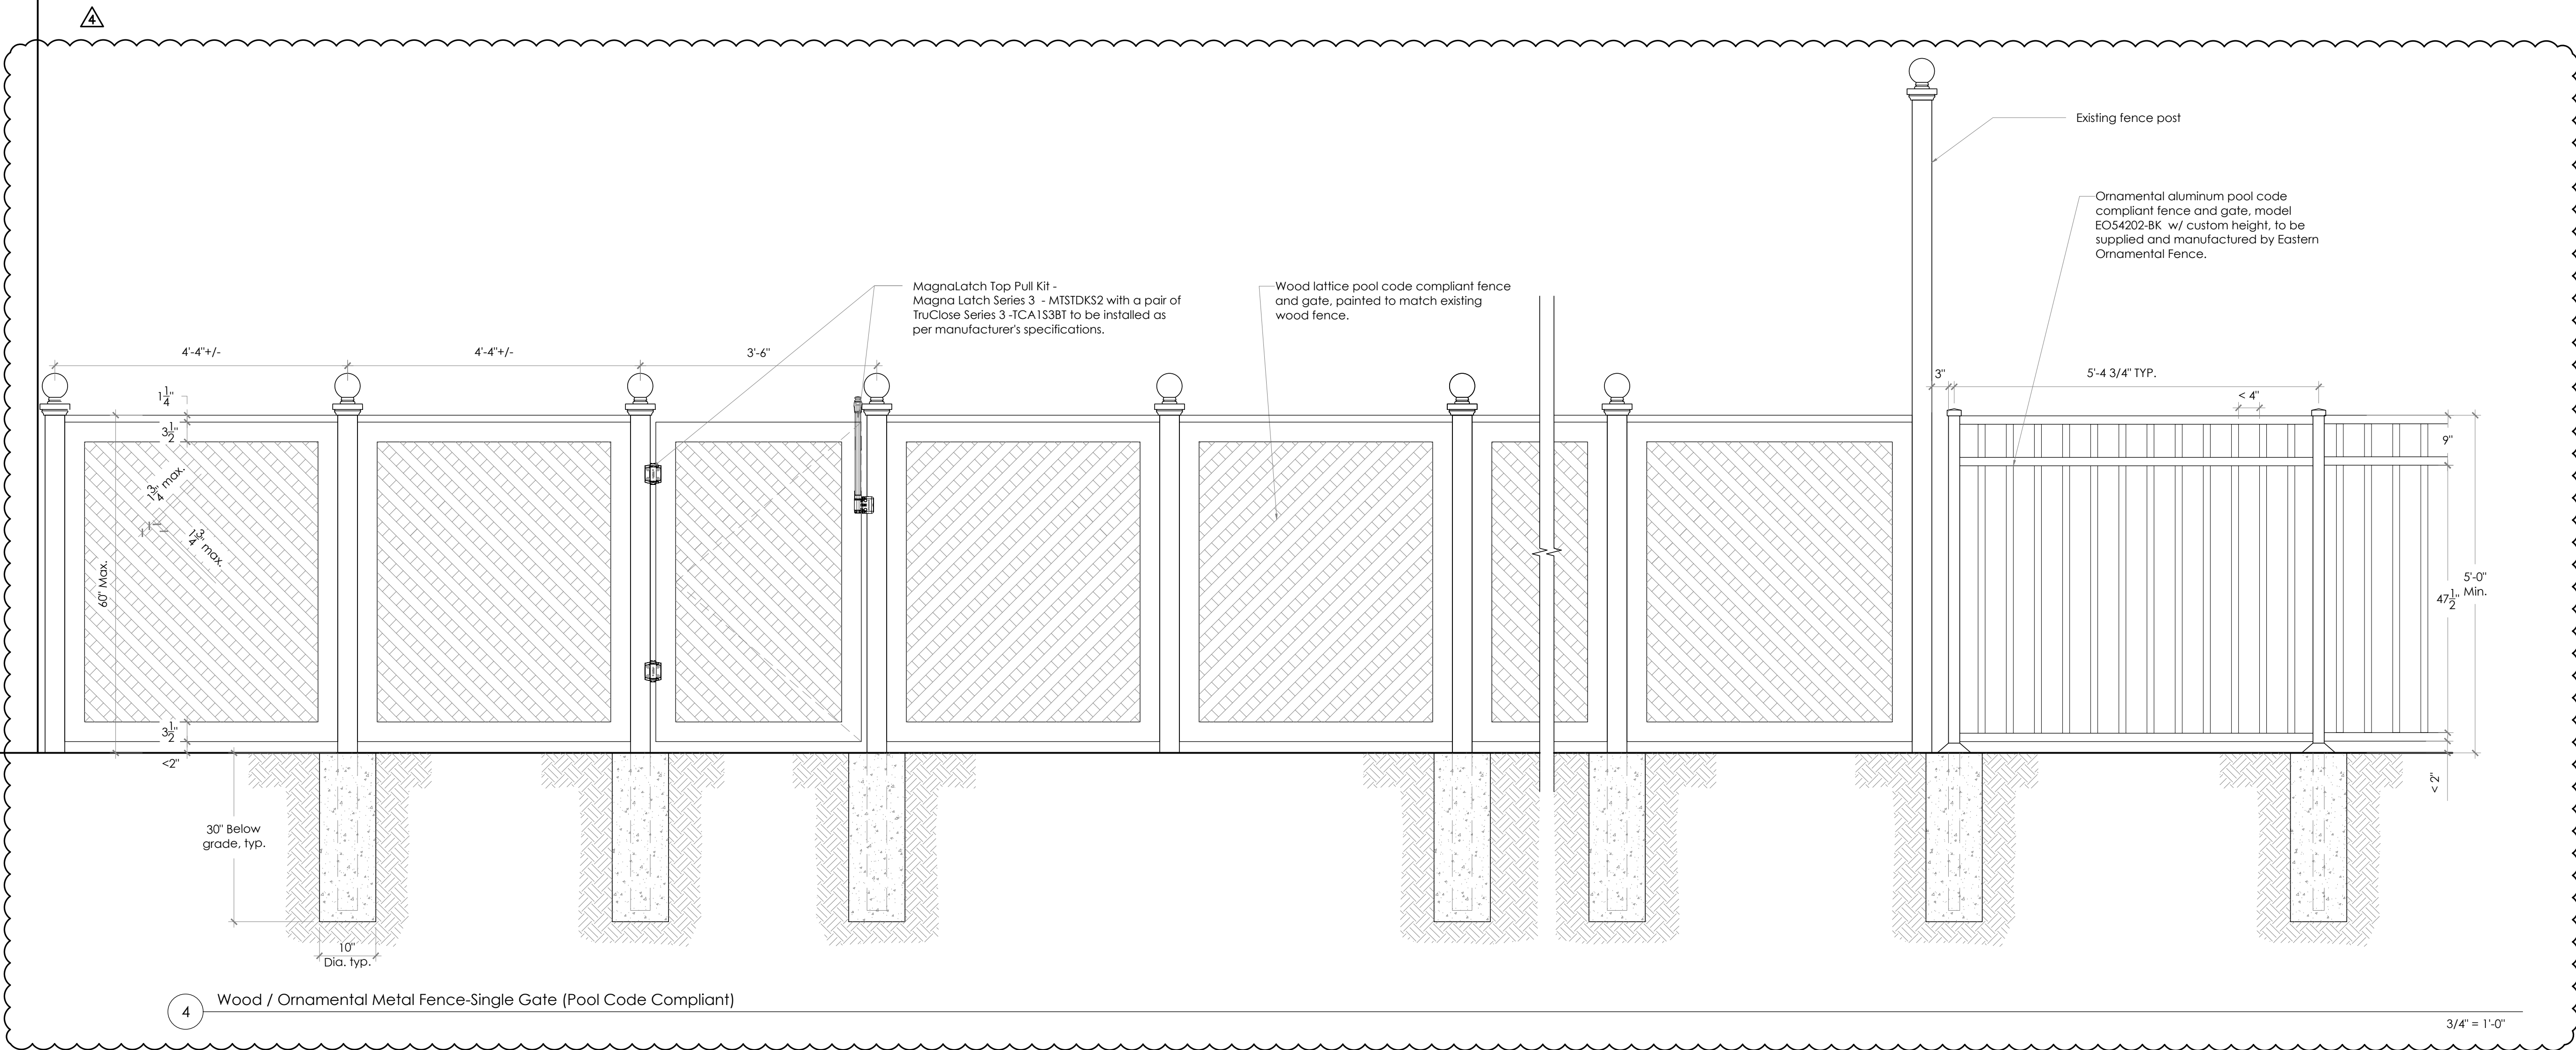 4
Existing fence post
Ornamental aluminum pool code
compliant fence and gate, model
EO54202-BK w/ custom height, to be
supplied and manufactured by Eastern
Ornamental Fence.
MagnaLatch Top Pull Kit -
Magna Latch Series 3 - MTSTDKS2 with a pair of
TruClose Series 3 -TCA1S3BT to be installed as
per manufacturer's specifications.
Wood lattice pool code compliant fence
and gate, painted to match existing
wood fence.
4'-4"+/-
4'-4"+/-
3'-6"
3"
5'-4 3/4" TYP.
< 4"
1 1/4"
3 1/2"
1 3/4" max.
1 3/4" max.
60" Max.
3 1/2"
<2"
9"
47 1/2"
5'-0"
Min.
< 2"
30" Below
grade, typ.
10"
Dia. typ.
4
Wood / Ornamental Metal Fence-Single Gate (Pool Code Compliant)
3/4" = 1'-0"